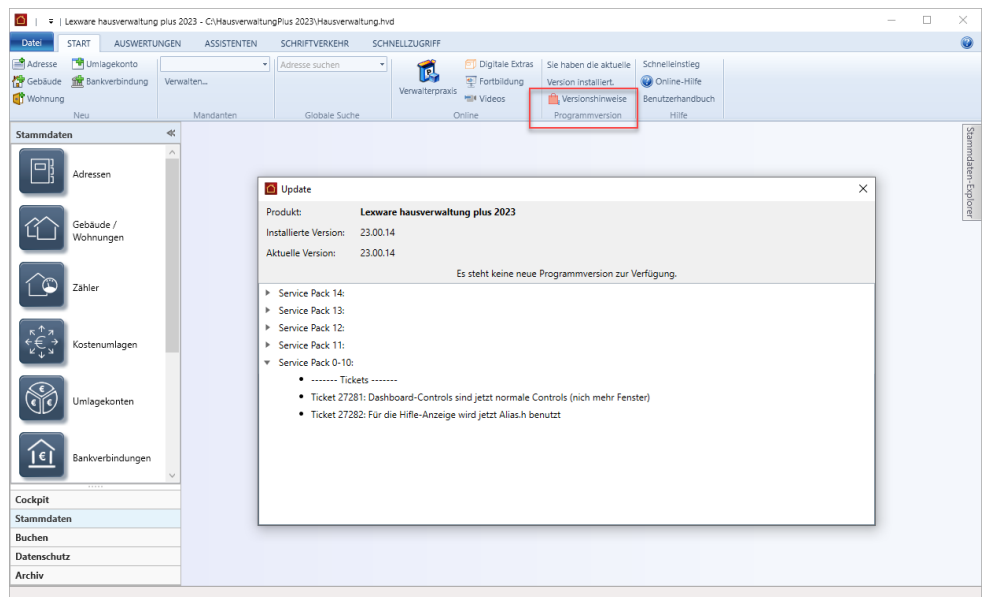 Lexware hausverwaltung plus 2023 - C:\HausverwaltungPlus 2023\Hausverwaltung.hvd
Datei START AUSWERTUNGEN ASSISTENTEN SCHRIFTVERKEHR SCHNELLZUGRIFF
Adresse Umlagekonto Adresse suchen Digitale Extras Sie haben die aktuelle Schnelleinstieg
Gebäude Bankverbindung Verwalten... Verwalterpraxis Fortbildung Version installiert. Online-Hilfe
Wohnung Videos Versionshinweise Benutzerhandbuch
Neu Mandanten Globale Suche Online Programmversion Hilfe
Stammdaten
Adressen
Gebäude /
Wohnungen
Zähler
Kostenumlagen
Umlagekonten
Bankverbindungen
Cockpit
Stammdaten
Buchen
Datenschutz
Archiv
Stammdaten-Explorer
Update
Produkt: Lexware hausverwaltung plus 2023
Installierte Version: 23.00.14
Aktuelle Version: 23.00.14
Es steht keine neue Programmversion zur Verfügung.
Service Pack 14:
Service Pack 13:
Service Pack 12:
Service Pack 11:
Service Pack 0-10:
------- Tickets -------
Ticket 27281: Dashboard-Controls sind jetzt normale Controls (nich mehr Fenster)
Ticket 27282: Für die Hifle-Anzeige wird jetzt Alias.h benutzt